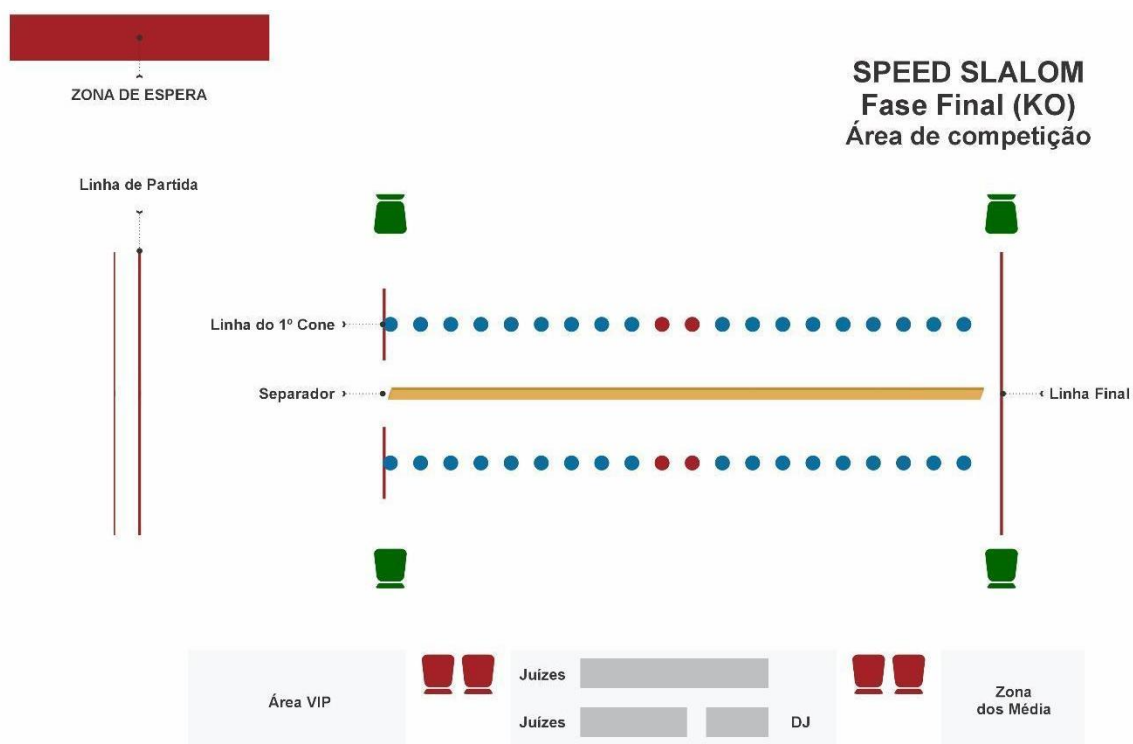 SPEED SLALOM
Fase Final (KO)
Área de competição
ZONA DE ESPERA
Linha de Partida
Linha do 1º Cone
Separador
Linha Final
Área VIP
Juízes
Juízes
DJ
Zona
dos Média